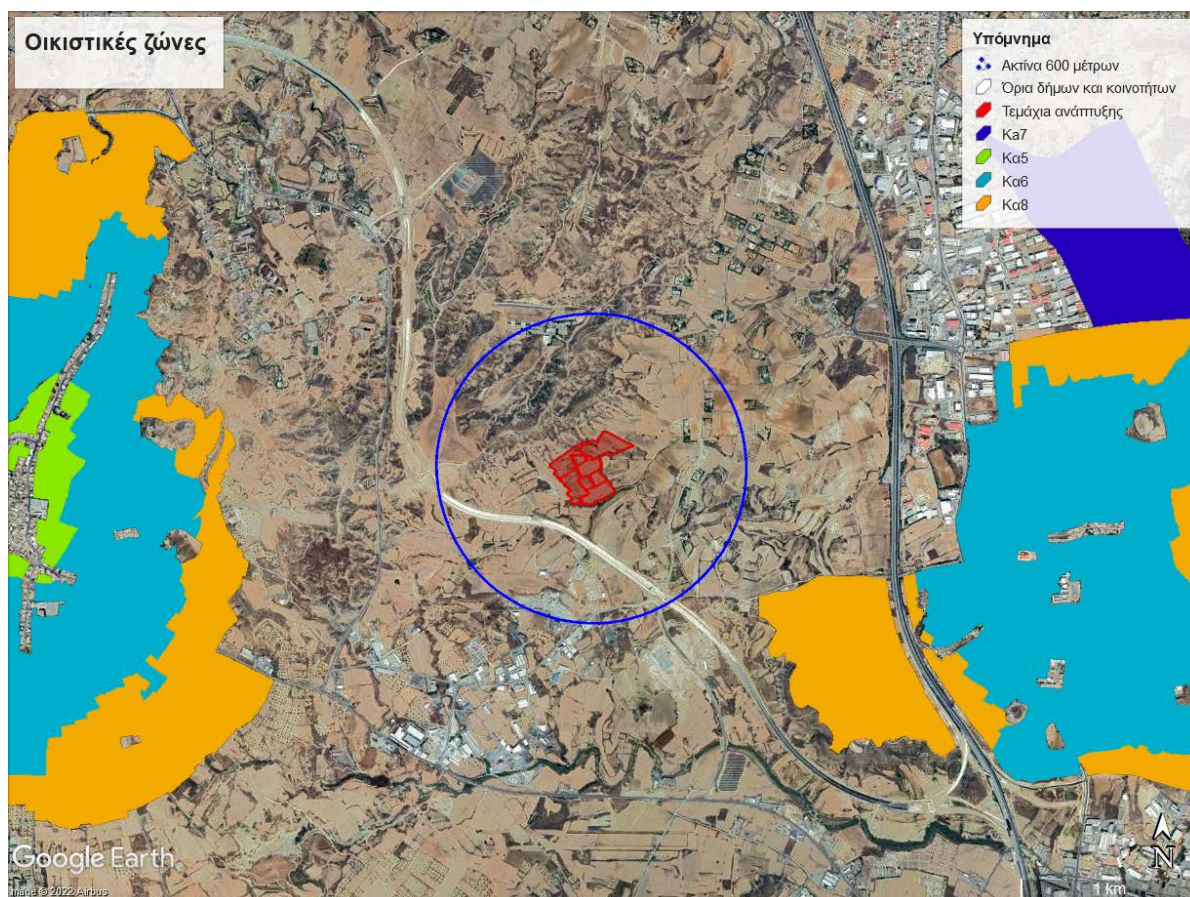 Οικιστικές ζώνες
Υπόμνημα
Ακτίνα 600 μέτρων
Όρια δήμων και κοινοτήτων
Τεμάχια ανάπτυξης
Κα7
Κα5
Κα6
Κα8
Google Earth
Image © 2022 Airbus
N
1 km